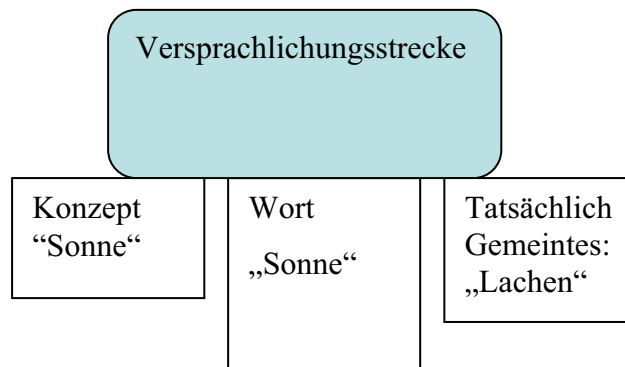 Versprachlichungsstrecke
Konzept
“Sonne“
Wort
„Sonne“
Tatsächlich
Gemeintes:
„Lachen“